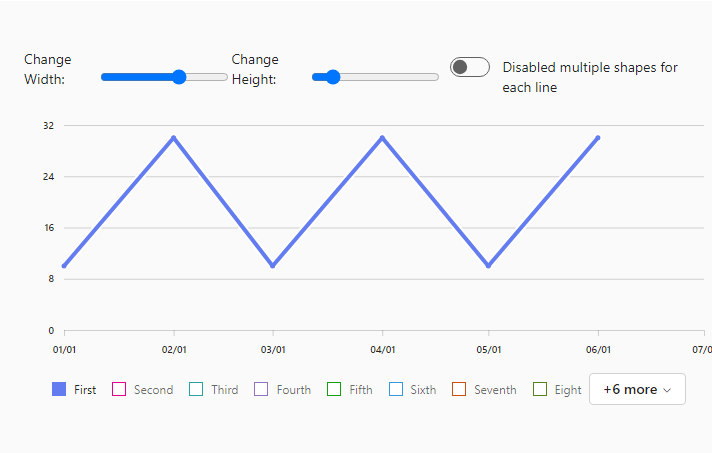 Change Width:
Change Height:
Disabled multiple shapes for
each line
32
24
16
8
0
01/01 02/01 03/01 04/01 05/01 06/01 07/0
First Second Third Fourth Fifth Sixth Seventh Eight +6 more